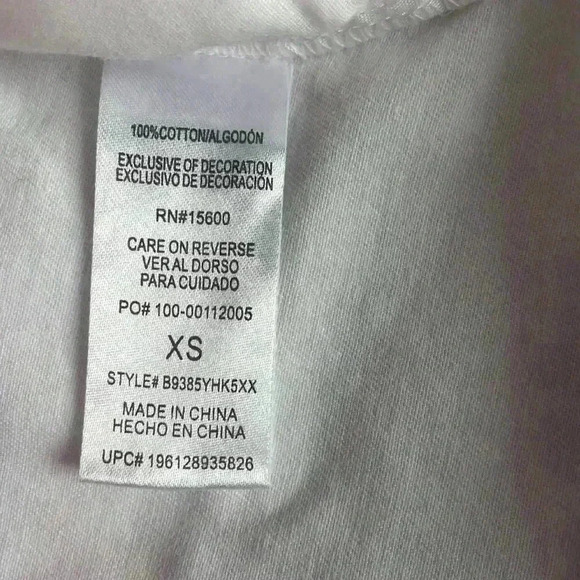 100%COTTON/ALGODÓN
EXCLUSIVE OF DECORATION
EXCLUSIVO DE DECORACIÓN
RN#15600
CARE ON REVERSE
VER AL DORSO
PARA CUIDADO
PO# 100-00112005
XS
STYLE# B9385YHK5XX
MADE IN CHINA
HECHO EN CHINA
UPC# 196128935826